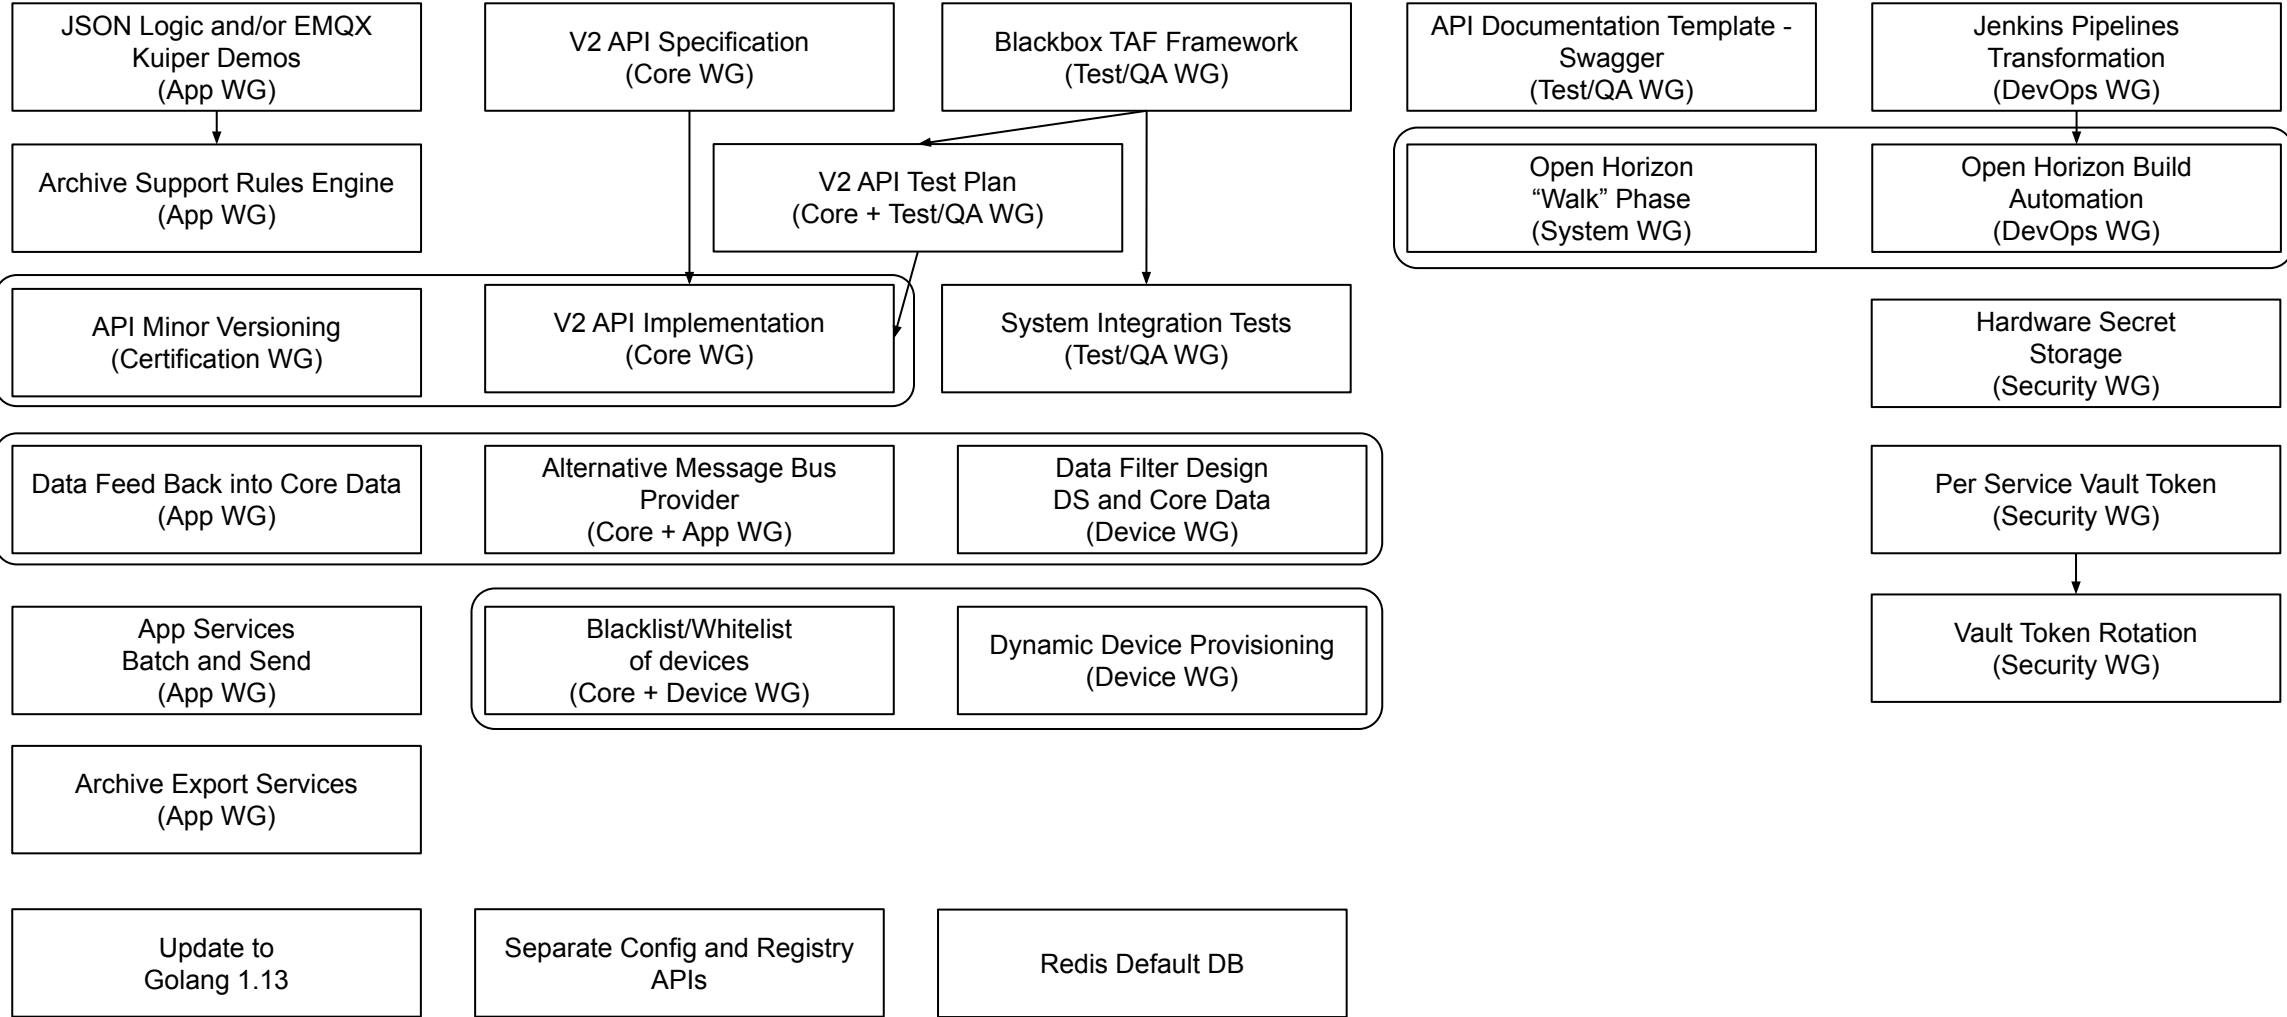 JSON Logic and/or EMQX
Kuiper Demos
(App WG)
V2 API Specification
(Core WG)
Blackbox TAF Framework
(Test/QA WG)
API Documentation Template -
Swagger
(Test/QA WG)
Jenkins Pipelines
Transformation
(DevOps WG)
Archive Support Rules Engine
(App WG)
V2 API Test Plan
(Core + Test/QA WG)
Open Horizon
“Walk” Phase
(System WG)
Open Horizon Build
Automation
(DevOps WG)
API Minor Versioning
(Certification WG)
V2 API Implementation
(Core WG)
System Integration Tests
(Test/QA WG)
Hardware Secret
Storage
(Security WG)
Data Feed Back into Core Data
(App WG)
Alternative Message Bus
Provider
(Core + App WG)
Data Filter Design
DS and Core Data
(Device WG)
Per Service Vault Token
(Security WG)
App Services
Batch and Send
(App WG)
Blacklist/Whitelist
of devices
(Core + Device WG)
Dynamic Device Provisioning
(Device WG)
Vault Token Rotation
(Security WG)
Archive Export Services
(App WG)
Update to
Golang 1.13
Separate Config and Registry
APIs
Redis Default DB